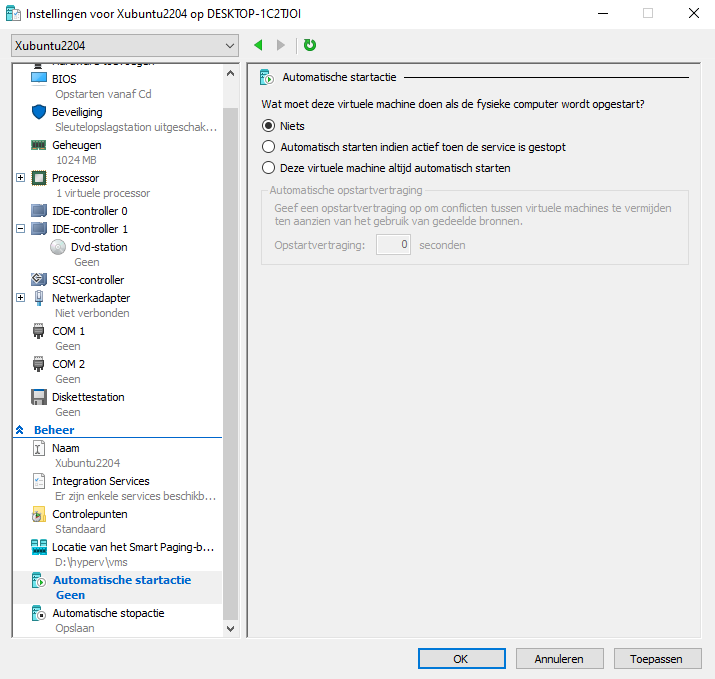 Instellingen voor Xubuntu2204 op DESKTOP-1C2TJOI
Xubuntu2204
Hardware toevoegen
BIOS
Opstarten vanaf Cd
Beveiliging
Sleutelopslagstation uitgeschak...
Geheugen
1024 MB
Processor
1 virtuele processor
IDE-controller 0
IDE-controller 1
Dvd-station
Geen
SCSI-controller
Netwerkadapter
Niet verbonden
COM 1
Geen
COM 2
Geen
Diskettestation
Geen
Beheer
Naam
Xubuntu2204
Integration Services
Er zijn enkele services beschikb...
Controlepunten
Standaard
Locatie van het Smart Paging-b...
D:\hyperv\vms
Automatische startactie
Geen
Automatische stopactie
Opslaan
Automatische startactie
Wat moet deze virtuele machine doen als de fysieke computer wordt opgestart?
Niets
Automatisch starten indien actief toen de service is gestopt
Deze virtuele machine altijd automatisch starten
Automatische opstartvertraging
Geef een opstartvertraging op om conflicten tussen virtuele machines te vermijden
ten aanzien van het gebruik van gedeelde bronnen.
Opstartvertraging: 0 seconden
OK Annuleren Toepassen